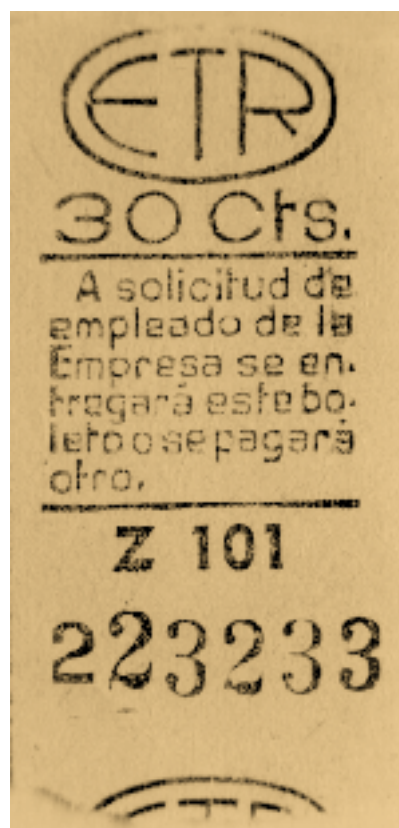 ETR
30 Cts.
A solicitud de
empleado de la
Empresa se en-
tregará este bo-
leto o se pagará
otro.
Z 101
223233
ETR